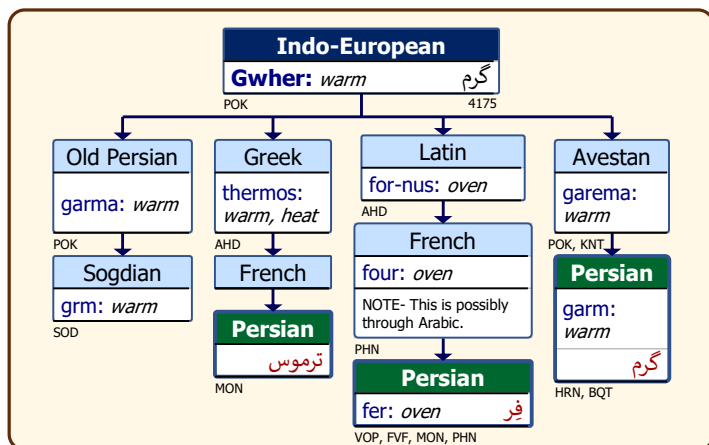 Indo-European
Gwher: warm گرم
POK 4175
Old Persian
garma: warm
POK
Sogdian
grm: warm
SOD
Greek
thermos:
warm, heat
AHD
French
Persian
ترموس
MON
Latin
for-nus: oven
AHD
French
four: oven
NOTE- This is possibly
through Arabic.
PHN
Persian
fer: oven فِر
VOP, FVF, MON, PHN
Avestan
garema:
warm
POK, KNT
Persian
garm:
warm
گرم
HRN, BQT